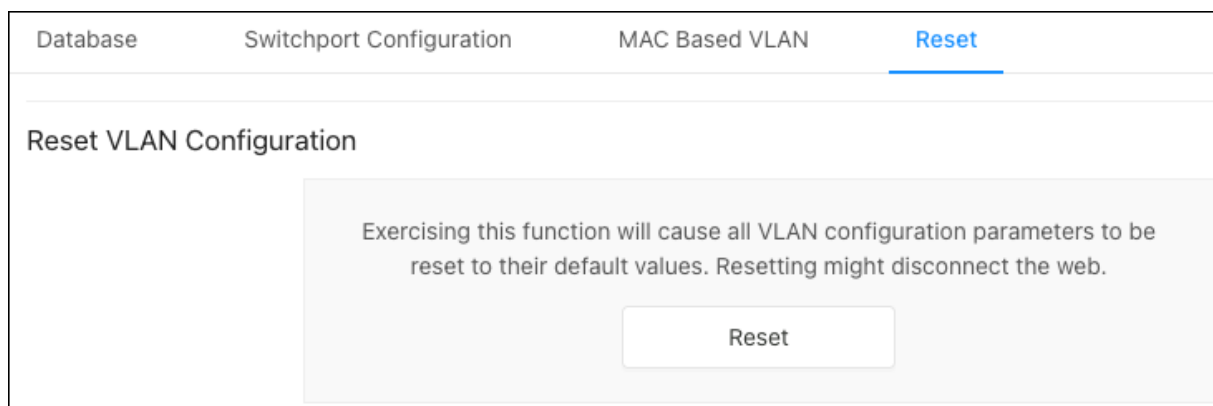 Database Switchport Configuration MAC Based VLAN Reset
Reset VLAN Configuration
Exercising this function will cause all VLAN configuration parameters to be
reset to their default values. Resetting might disconnect the web.
Reset